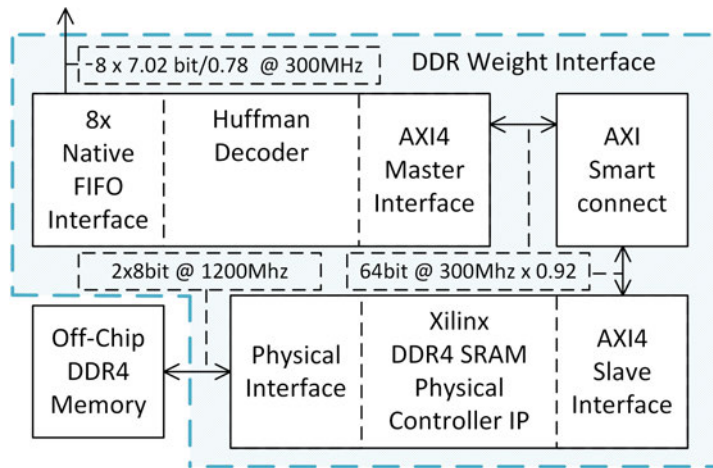 -8 x 7.02 bit/0.78 @ 300MHz
DDR Weight Interface
8x
Native
FIFO
Interface
Huffman
Decoder
AXI4
Master
Interface
AXI
Smart
connect
2x8bit @ 1200Mhz
64bit @ 300Mhz x 0.92
Off-Chip
DDR4
Memory
Physical
Interface
Xilinx
DDR4 SRAM
Physical
Controller IP
AXI4
Slave
Interface